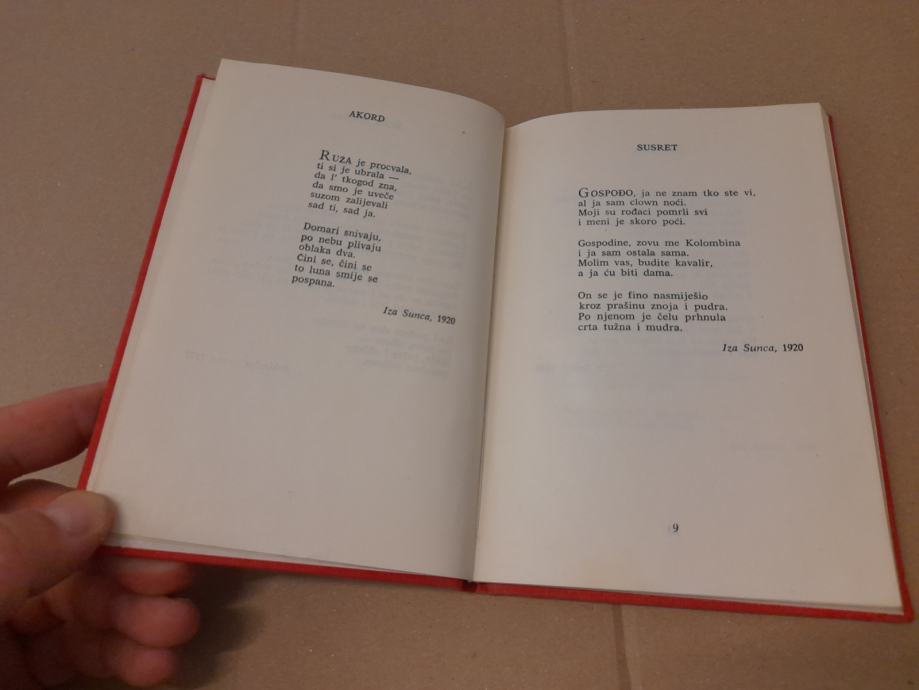 AKORD
RUŽA je procvala,
ti si je ubrala —
da l' tkogod zna,
da smo je uveče
suzom zalijevali
sad ti, sad ja.
Domari snivaju,
po nebu plivaju
oblaka dva.
Čini se, čini se
to luna smije se
pospana.
Iza Sunca, 1920
SUSRET
GOSPOĐO, ja ne znam tko ste vi,
al ja sam clown noći.
Moji su rođaci pomrli svi
i meni je skoro poći.
Gospodine, zovu me Kolombina
i ja sam ostala sama.
Molim vas, budite kavalir,
a ja ću biti dama.
On se je fino nasmiješio
kroz prašinu znoja i pudra.
Po njenom je čelu prhnula
crta tužna i mudra.
Iza Sunca, 1920
9